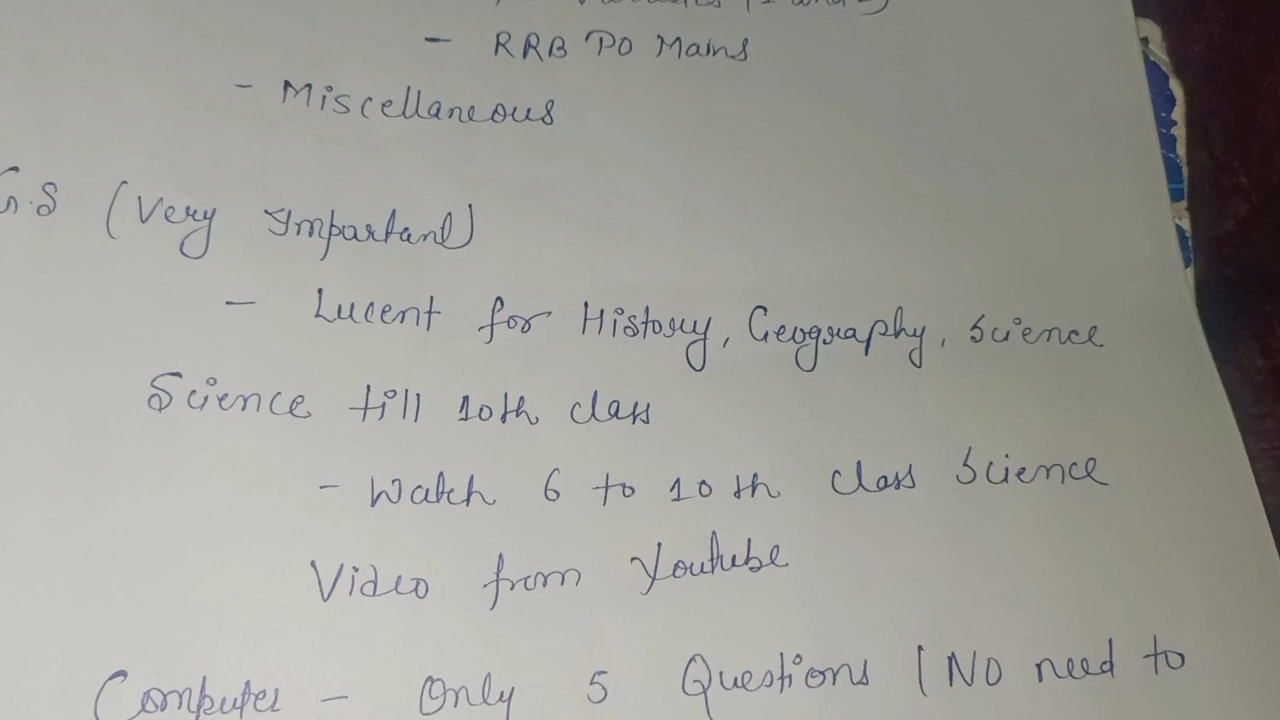 - RRB PO Mains
- Miscellaneous
G.S (Very Important)
- Lucent for History, Geography, Science
Science till 10th class
- Watch 6 to 10th class Science
Video from Youtube
Computer - Only 5 Questions (No need to